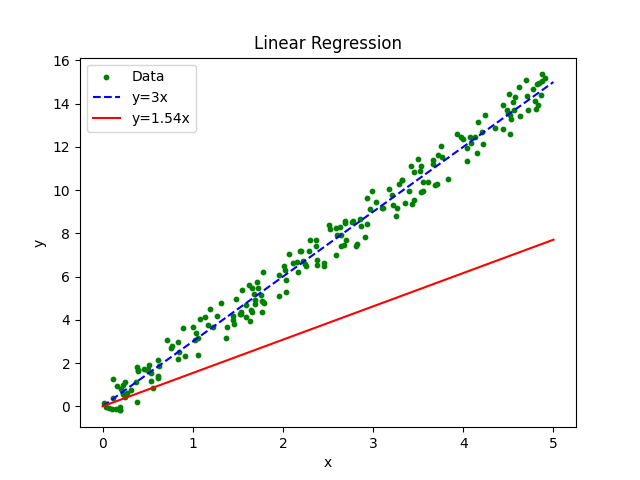 Linear Regression
Data
y=3x
y=1.54x
16
14
12
10
8
6
4
2
0
y
0 1 2 3 4 5
x